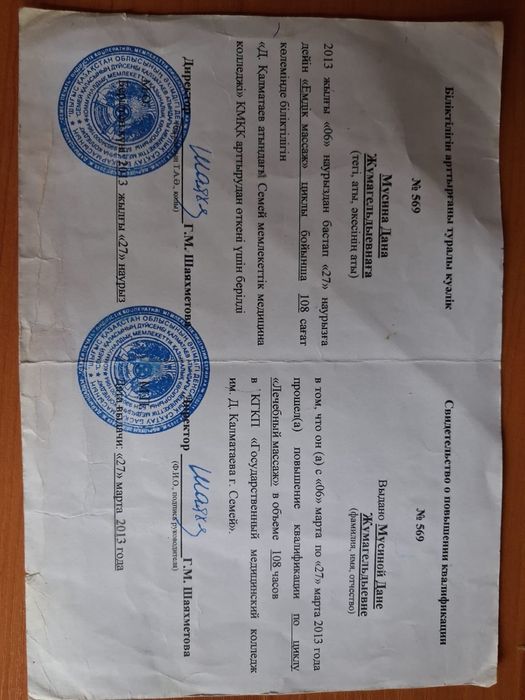 Біліктілігін арттырғаны туралы куәлік
№ 569
Мусина Дана
Жумагельдыевнаға
(тегі, аты, әкесінің аты)
2013 жылғы «06» наурыздан бастап «27» наурызға
дейін «Емдік массаж» циклы бойынша 108 сағат
көлемінде біліктілігін
«Д. Қалматаев атындағы Семей мемлекеттік медицина
колледжі» КМҚК арттырудан өткені үшін берілді
Директор Г.М. Шаяхметова
2013 жылғы «27» наурыз
Свидетельство о повышении квалификации
№ 569
Выдано Мусиной Дане
Жумагельдыевне
(фамилия, имя, отчество)
в том, что он (а) с «06» марта по «27» марта 2013 года
прошел(а) повышение квалификации по циклу
«Лечебный массаж» в объеме 108 часов
в КГКП «Государственный медицинский колледж
им. Д. Калматаева г. Семей».
Директор Г.М. Шаяхметова
(Ф.И.О., подпись руководителя)
Дата выдачи: «27» марта 2013 года